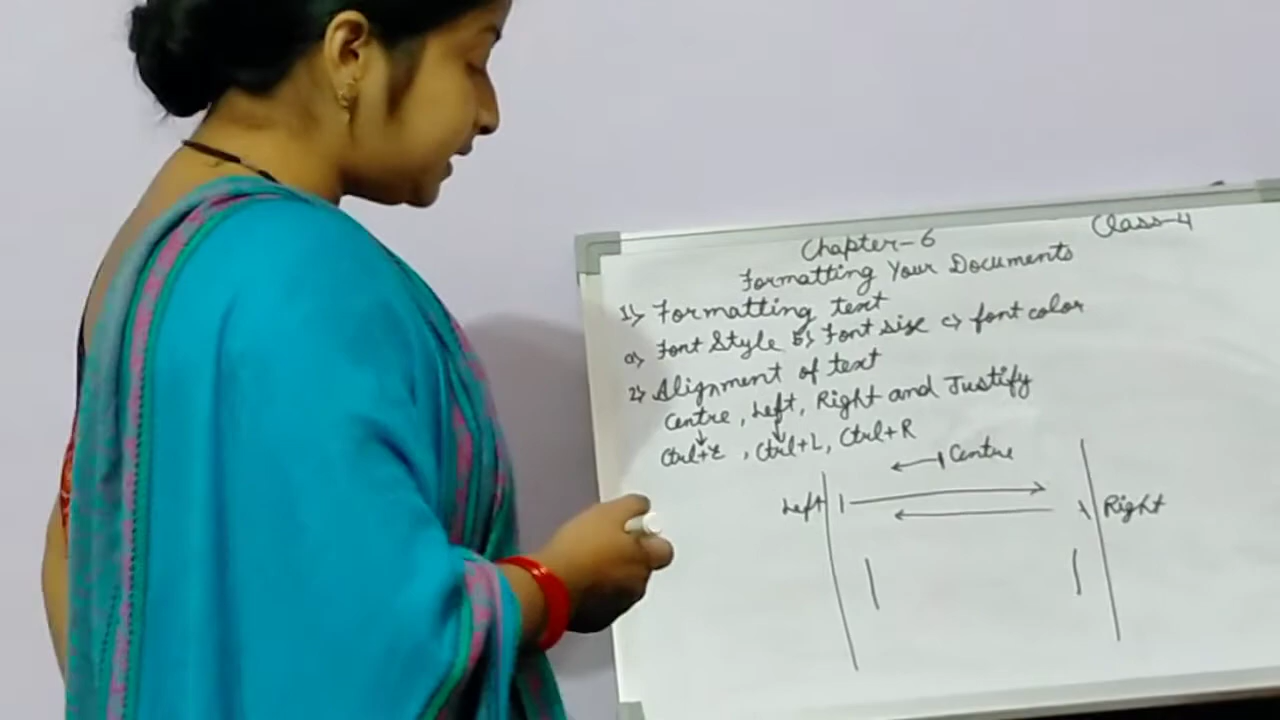 Class-4
Chapter-6
Formatting Your Documents
1) Formatting text
a) Font Style b) Font size c) font color
2) Alignment of text
Centre, Left, Right and Justify
Ctrl+E, Ctrl+L, Ctrl+R
Centre
Left
Right